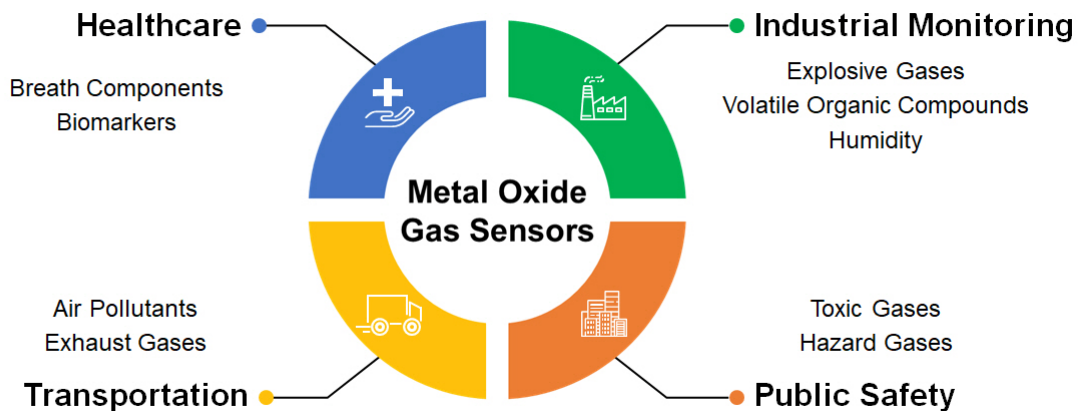 Healthcare
Breath Components
Biomarkers
Industrial Monitoring
Explosive Gases
Volatile Organic Compounds
Humidity
Metal Oxide
Gas Sensors
Air Pollutants
Exhaust Gases
Transportation
Toxic Gases
Hazard Gases
Public Safety